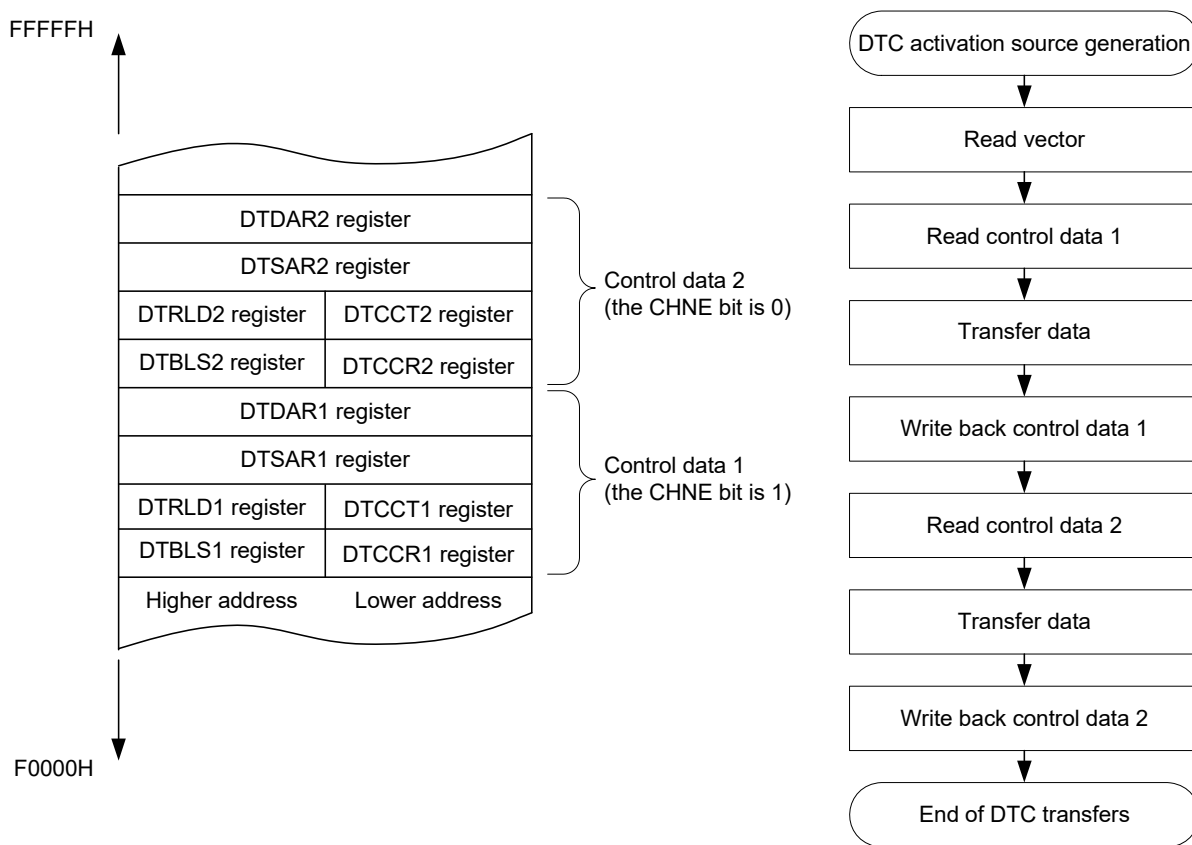 FFFFFH
DTDAR2 register
DTSAR2 register
DTRLD2 register DTCCT2 register
DTBLS2 register DTCCR2 register
DTDAR1 register
DTSAR1 register
DTRLD1 register DTCCT1 register
DTBLS1 register DTCCR1 register
Higher address Lower address
F0000H
Control data 2
(the CHNE bit is 0)
Control data 1
(the CHNE bit is 1)
DTC activation source generation
Read vector
Read control data 1
Transfer data
Write back control data 1
Read control data 2
Transfer data
Write back control data 2
End of DTC transfers